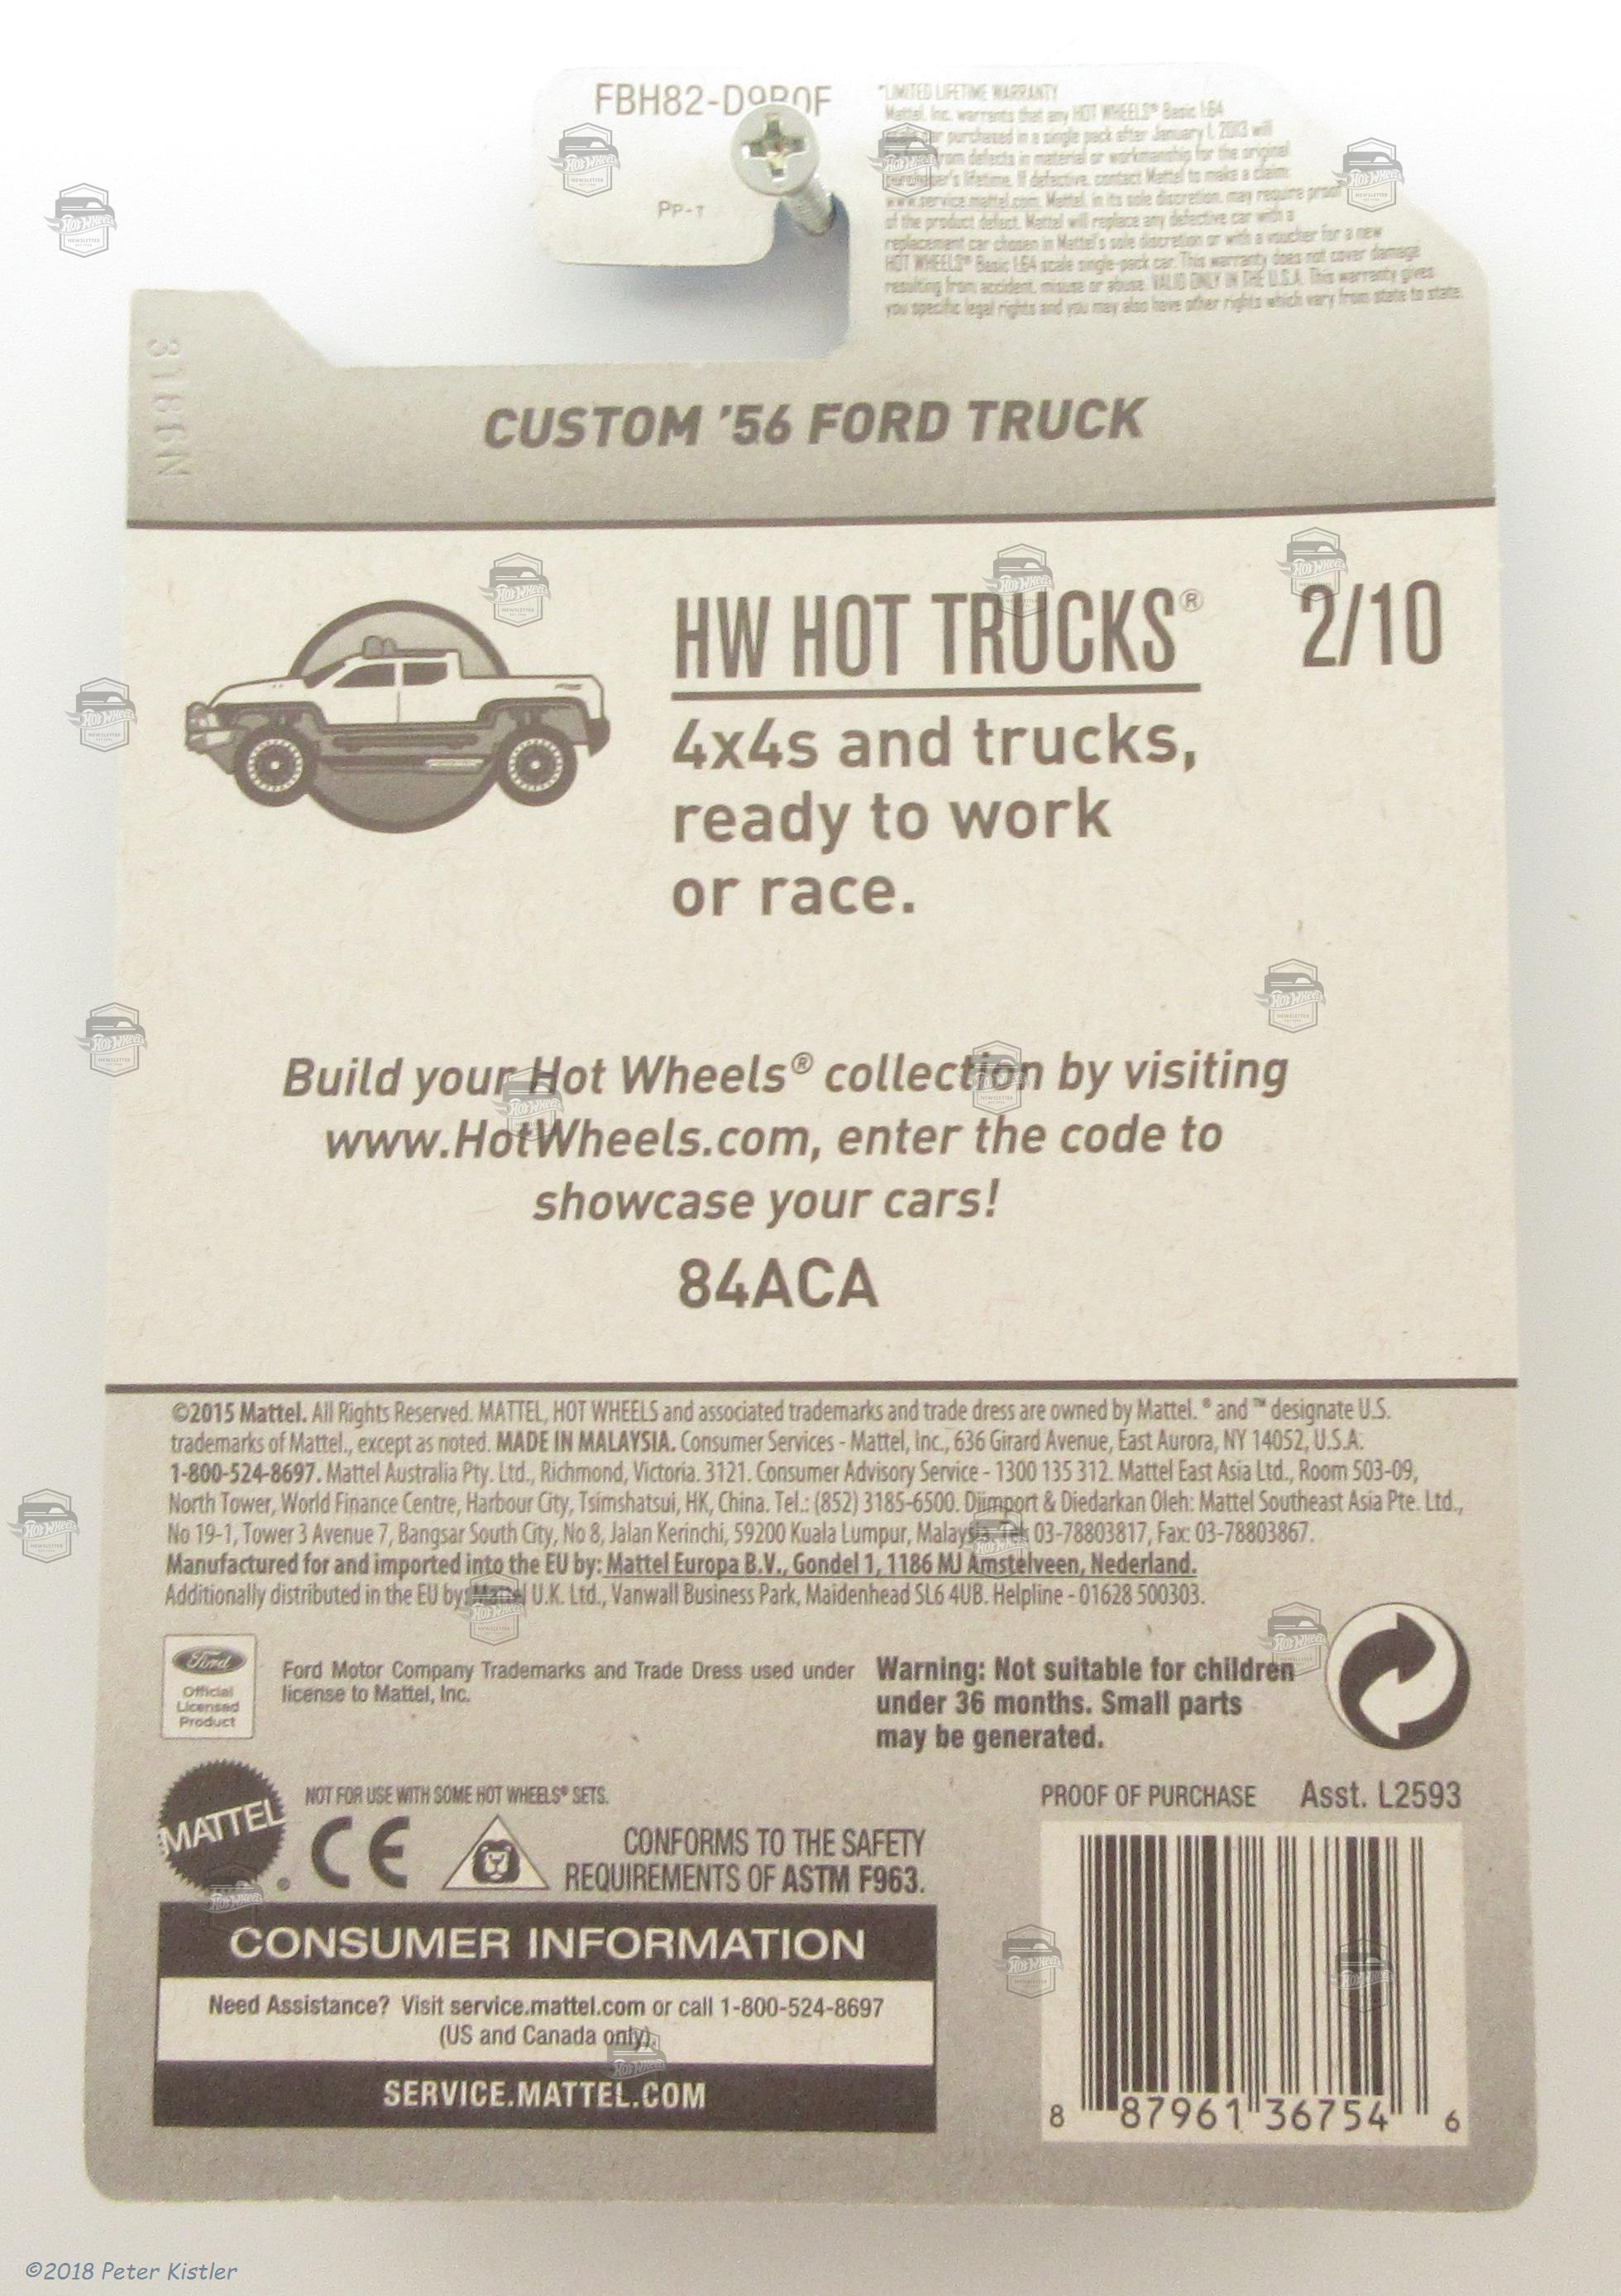 FBH82-D9B0F
PP-1
*LIMITED LIFETIME WARRANTY
Mattel, Inc. warrants that any HOT WHEELS® Basic 1:64
purchased in a single pack after January 1, 2013 will
from defects in material or workmanship for the original
purchaser's lifetime. If defective, contact Mattel to make a claim:
www.service.mattel.com. Mattel, in its sole discretion, may require proof
of the product defect. Mattel will replace any defective car with a
replacement car chosen in Mattel's sole discretion or with a voucher for a new
HOT WHEELS® Basic 1:64 scale single-pack car. This warranty does not cover damage
resulting from accident, misuse or abuse. VALID ONLY IN THE U.S.A. This warranty gives
you specific legal rights and you may also have other rights which vary from state to state.
CUSTOM '56 FORD TRUCK
HW HOT TRUCKS® 2/10
4x4s and trucks,
ready to work
or race.
Build your Hot Wheels® collection by visiting
www.HotWheels.com, enter the code to
showcase your cars!
84ACA
©2015 Mattel. All Rights Reserved. MATTEL, HOT WHEELS and associated trademarks and trade dress are owned by Mattel. ® and ™ designate U.S.
trademarks of Mattel., except as noted. MADE IN MALAYSIA. Consumer Services - Mattel, Inc., 636 Girard Avenue, East Aurora, NY 14052, U.S.A.
1-800-524-8697. Mattel Australia Pty. Ltd., Richmond, Victoria. 3121. Consumer Advisory Service - 1300 135 312. Mattel East Asia Ltd., Room 503-09,
North Tower, World Finance Centre, Harbour City, Tsimshatsui, HK, China. Tel.: (852) 3185-6500. Diimport & Diedarkan Oleh: Mattel Southeast Asia Pte. Ltd.,
No 19-1, Tower 3 Avenue 7, Bangsar South City, No 8, Jalan Kerinchi, 59200 Kuala Lumpur, Malaysia. Tel: 03-78803817, Fax: 03-78803867.
Manufactured for and imported into the EU by: Mattel Europa B.V., Gondel 1, 1186 MJ Amstelveen, Nederland.
Additionally distributed in the EU by: Mattel U.K. Ltd., Vanwall Business Park, Maidenhead SL6 4UB. Helpline - 01628 500303.
Ford
Official
Licensed
Product
Ford Motor Company Trademarks and Trade Dress used under
license to Mattel, Inc.
Warning: Not suitable for children
under 36 months. Small parts
may be generated.
MATTEL
NOT FOR USE WITH SOME HOT WHEELS® SETS.
CE
CONFORMS TO THE SAFETY
REQUIREMENTS OF ASTM F963.
PROOF OF PURCHASE Asst. L2593
CONSUMER INFORMATION
Need Assistance? Visit service.mattel.com or call 1-800-524-8697
(US and Canada only).
SERVICE.MATTEL.COM
8 87961 36754 6
©2018 Peter Kistler